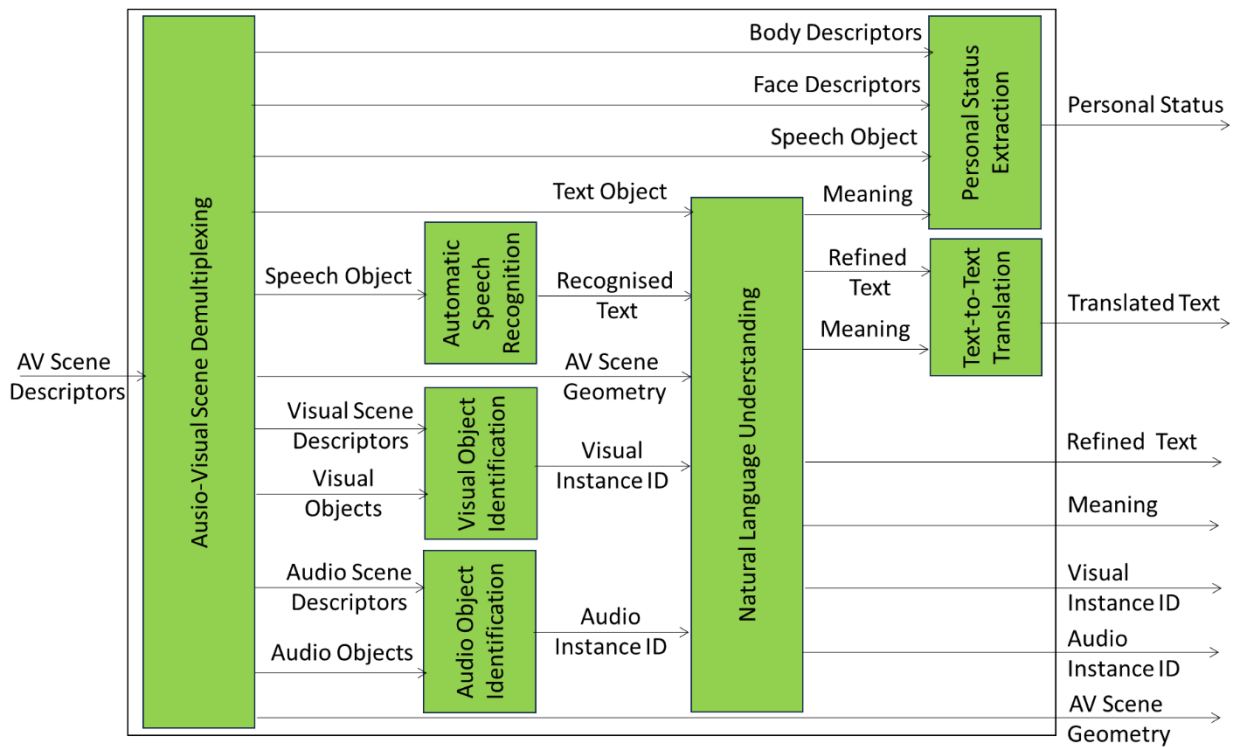 Body Descriptors
Face Descriptors
Speech Object
Personal Status
Extraction
Personal Status
Ausio-Visual Scene Demultiplexing
Text Object
Meaning
Speech Object
Automatic
Speech
Recognition
Recognised
Text
Natural Language Understanding
Refined
Text
Meaning
Text-to-Text
Translation
Translated Text
AV Scene
Descriptors
AV Scene
Geometry
Visual Scene
Descriptors
Visual
Objects
Visual Object
Identification
Visual
Instance ID
Refined Text
Meaning
Audio Scene
Descriptors
Audio Objects
Audio Object
Identification
Audio
Instance ID
Visual
Instance ID
Audio
Instance ID
AV Scene
Geometry